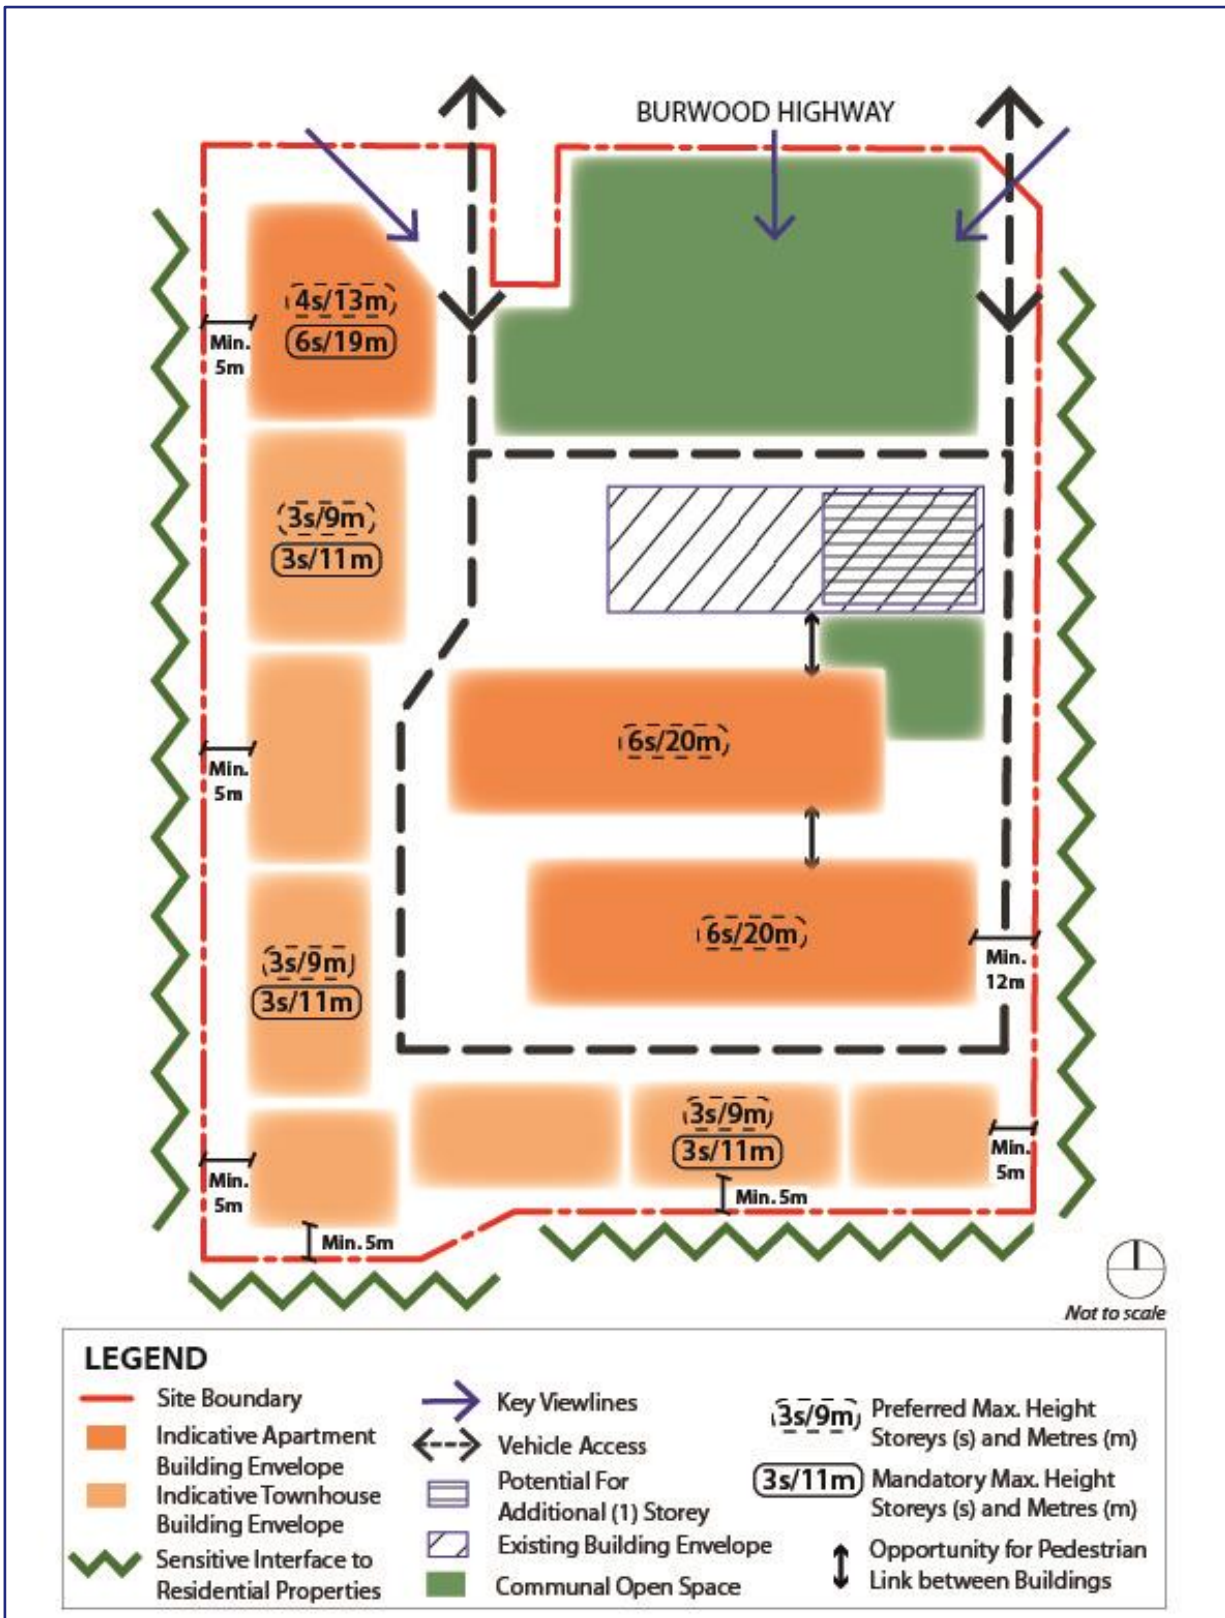 BURWOOD HIGHWAY
4s/13m
6s/19m
Min.
5m
3s/9m
3s/11m
6s/20m
Min.
5m
6s/20m
3s/9m
3s/11m
Min.
12m
3s/9m
3s/11m
Min.
5m
Min.
5m
Min. 5m
Min. 5m
Not to scale
LEGEND
Site Boundary
Indicative Apartment
Building Envelope
Indicative Townhouse
Building Envelope
Sensitive Interface to
Residential Properties
Key Viewlines
Vehicle Access
Potential For
Additional (1) Storey
Existing Building Envelope
Communal Open Space
3s/9m
Preferred Max. Height
Storeys (s) and Metres (m)
3s/11m
Mandatory Max. Height
Storeys (s) and Metres (m)
Opportunity for Pedestrian
Link between Buildings